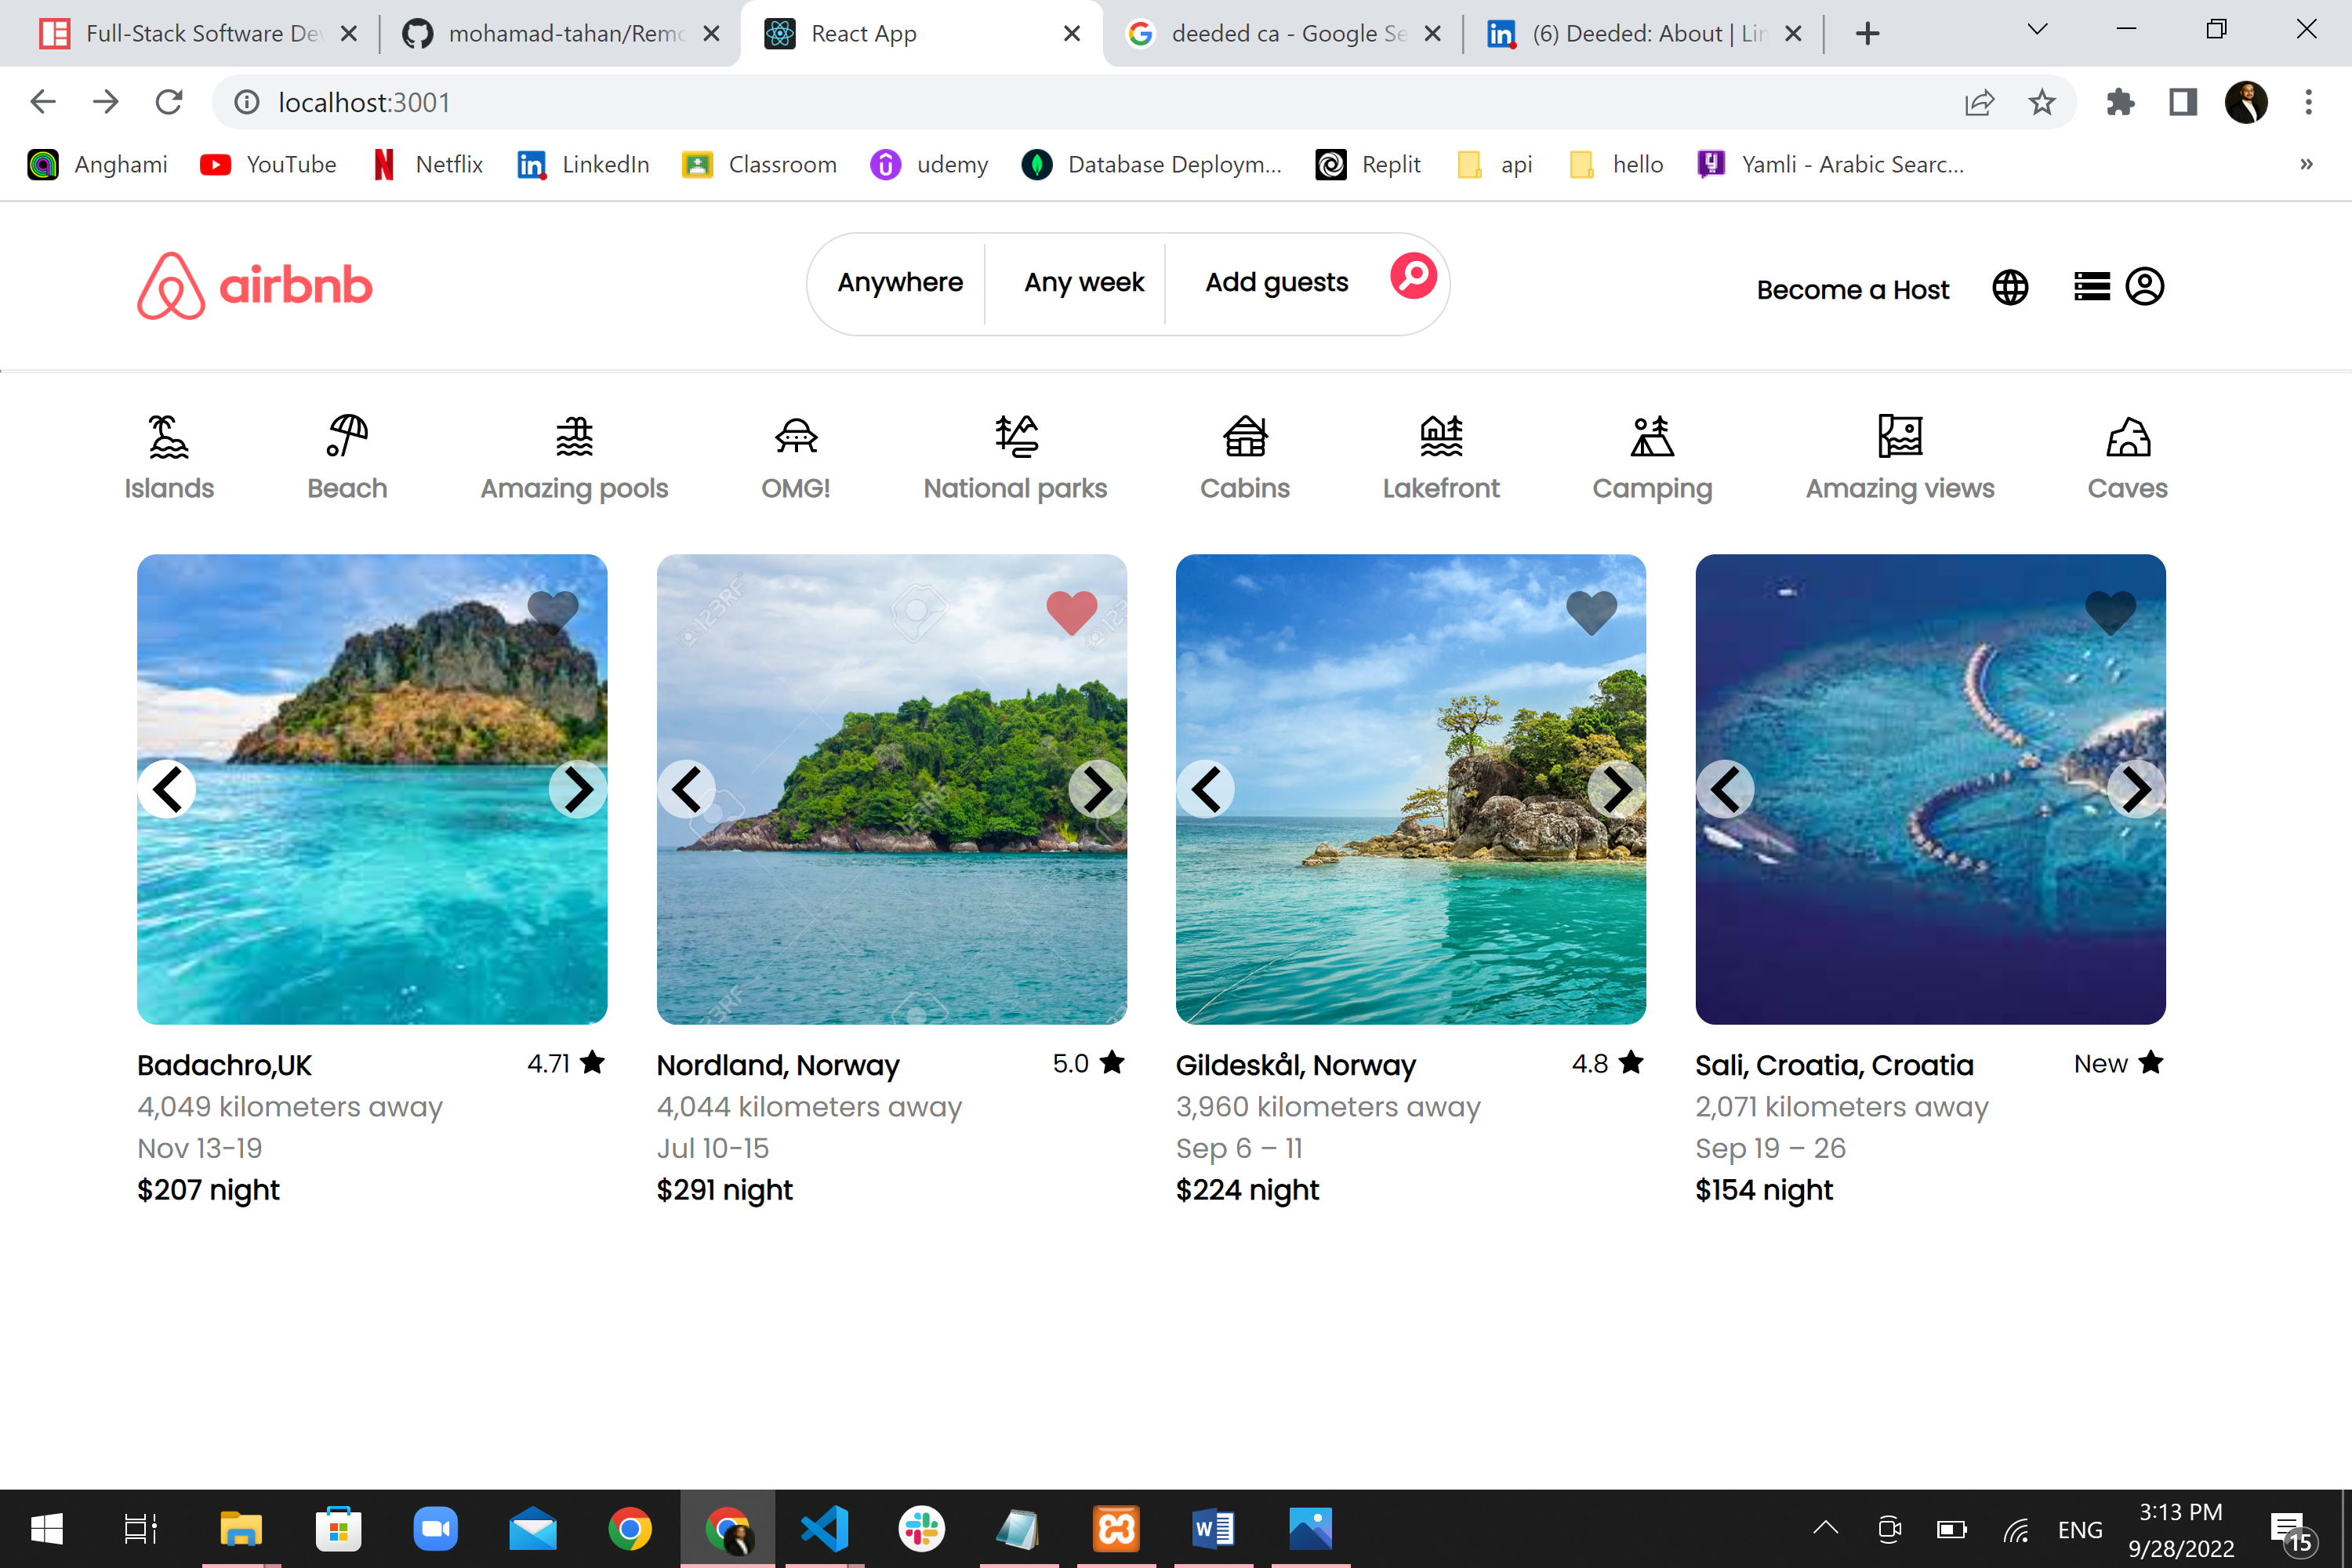 Full-Stack Software Dev
mohamad-tahan/Remo
React App
deeded ca - Google Se
(6) Deeded: About | Lin
localhost:3001
Anghami
YouTube
Netflix
LinkedIn
Classroom
udemy
Database Deploym...
Replit
api
hello
Yamli - Arabic Searc...
»
airbnb
Anywhere
Any week
Add guests
Become a Host
Islands
Beach
Amazing pools
OMG!
National parks
Cabins
Lakefront
Camping
Amazing views
Caves
123RF
123RF
123RF
Badachro,UK 4.71
4,049 kilometers away
Nov 13-19
$207 night
Nordland, Norway 5.0
4,044 kilometers away
Jul 10-15
$291 night
Gildeskål, Norway 4.8
3,960 kilometers away
Sep 6 – 11
$224 night
Sali, Croatia, Croatia New
2,071 kilometers away
Sep 19 – 26
$154 night
ENG
3:13 PM
9/28/2022
15